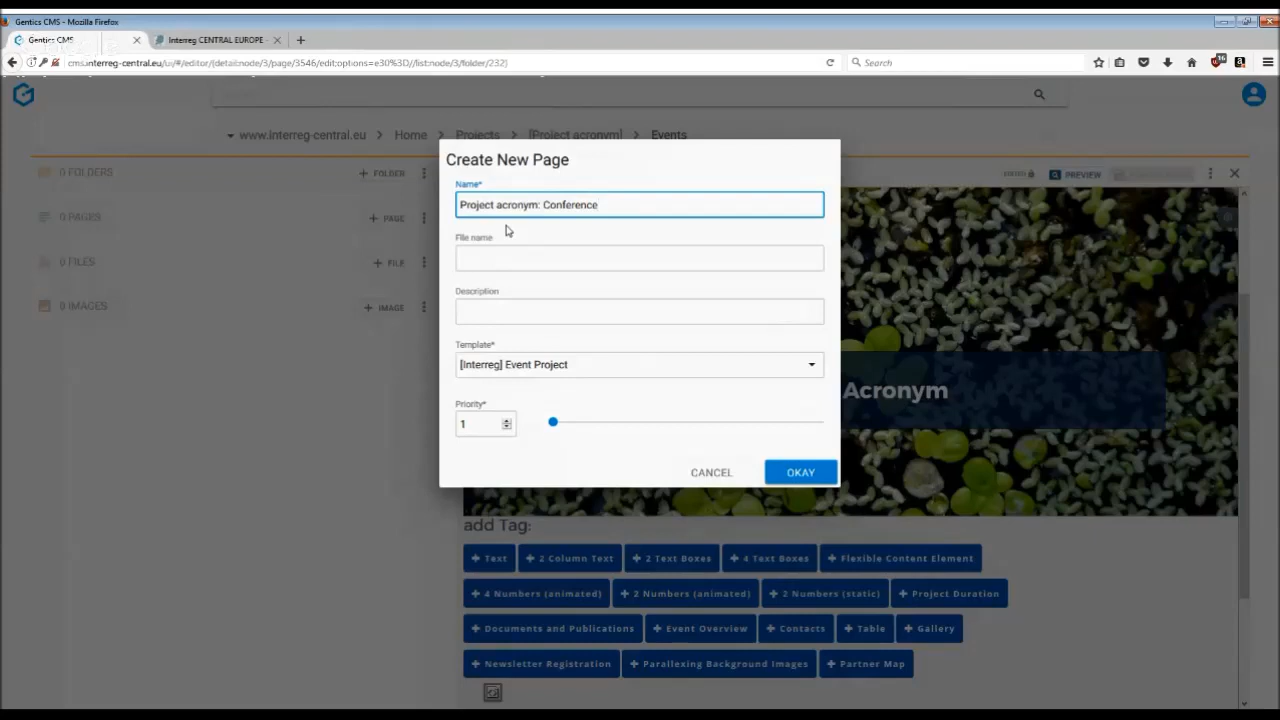 Gentics CMS - Mozilla Firefox
Gentics CMS
Interreg CENTRAL EUROPE -
cms.interreg-central.eu/ui/#/editor/(detail:node/3/page/3546/edit:options=e30%3D//list:node/3/folder/232)
Search
16
www.interreg-central.eu
Home
Projects
[Project acronym]
Events
0 FOLDERS
FOLDER
0 PAGES
PAGE
0 FILES
FILE
0 IMAGES
IMAGE
PREVIEW
Create New Page
Name*
Project acronym: Conference
File name
Description
Template*
[Interreg] Event Project
Priority*
1
CANCEL
OKAY
Acronym
add Tag:
Text
2 Column Text
2 Text Boxes
4 Text Boxes
Flexible Content Element
4 Numbers (animated)
2 Numbers (animated)
2 Numbers (static)
Project Duration
Documents and Publications
Event Overview
Contacts
Table
Gallery
Newsletter Registration
Parallexing Background Images
Partner Map